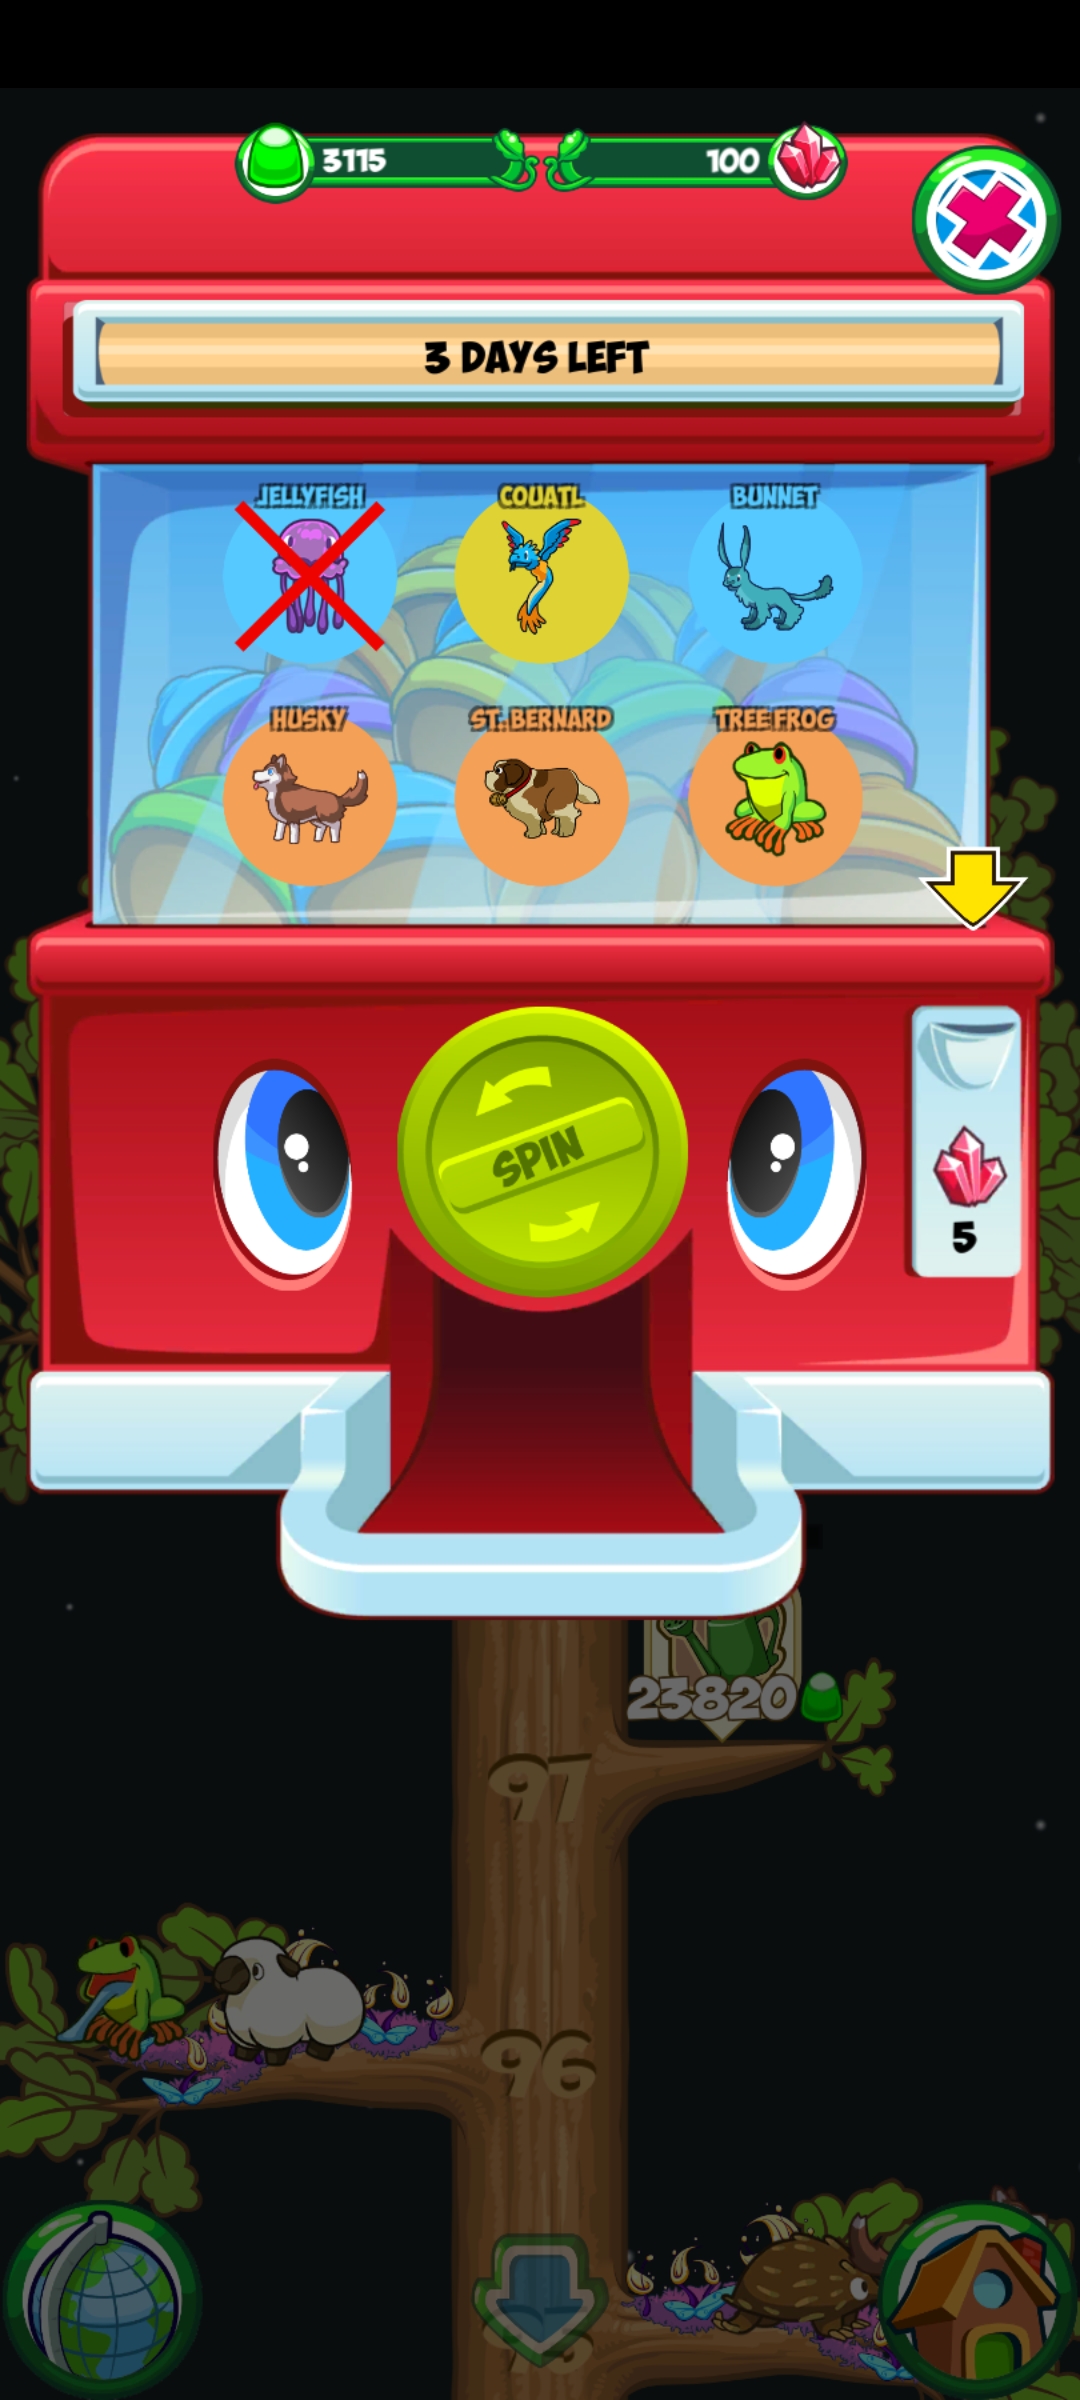 3115
100
3 DAYS LEFT
JELLYFISH
COUATL
BUNNET
HUSKY
ST. BERNARD
TREE FROG
SPIN
5
23820
97
96